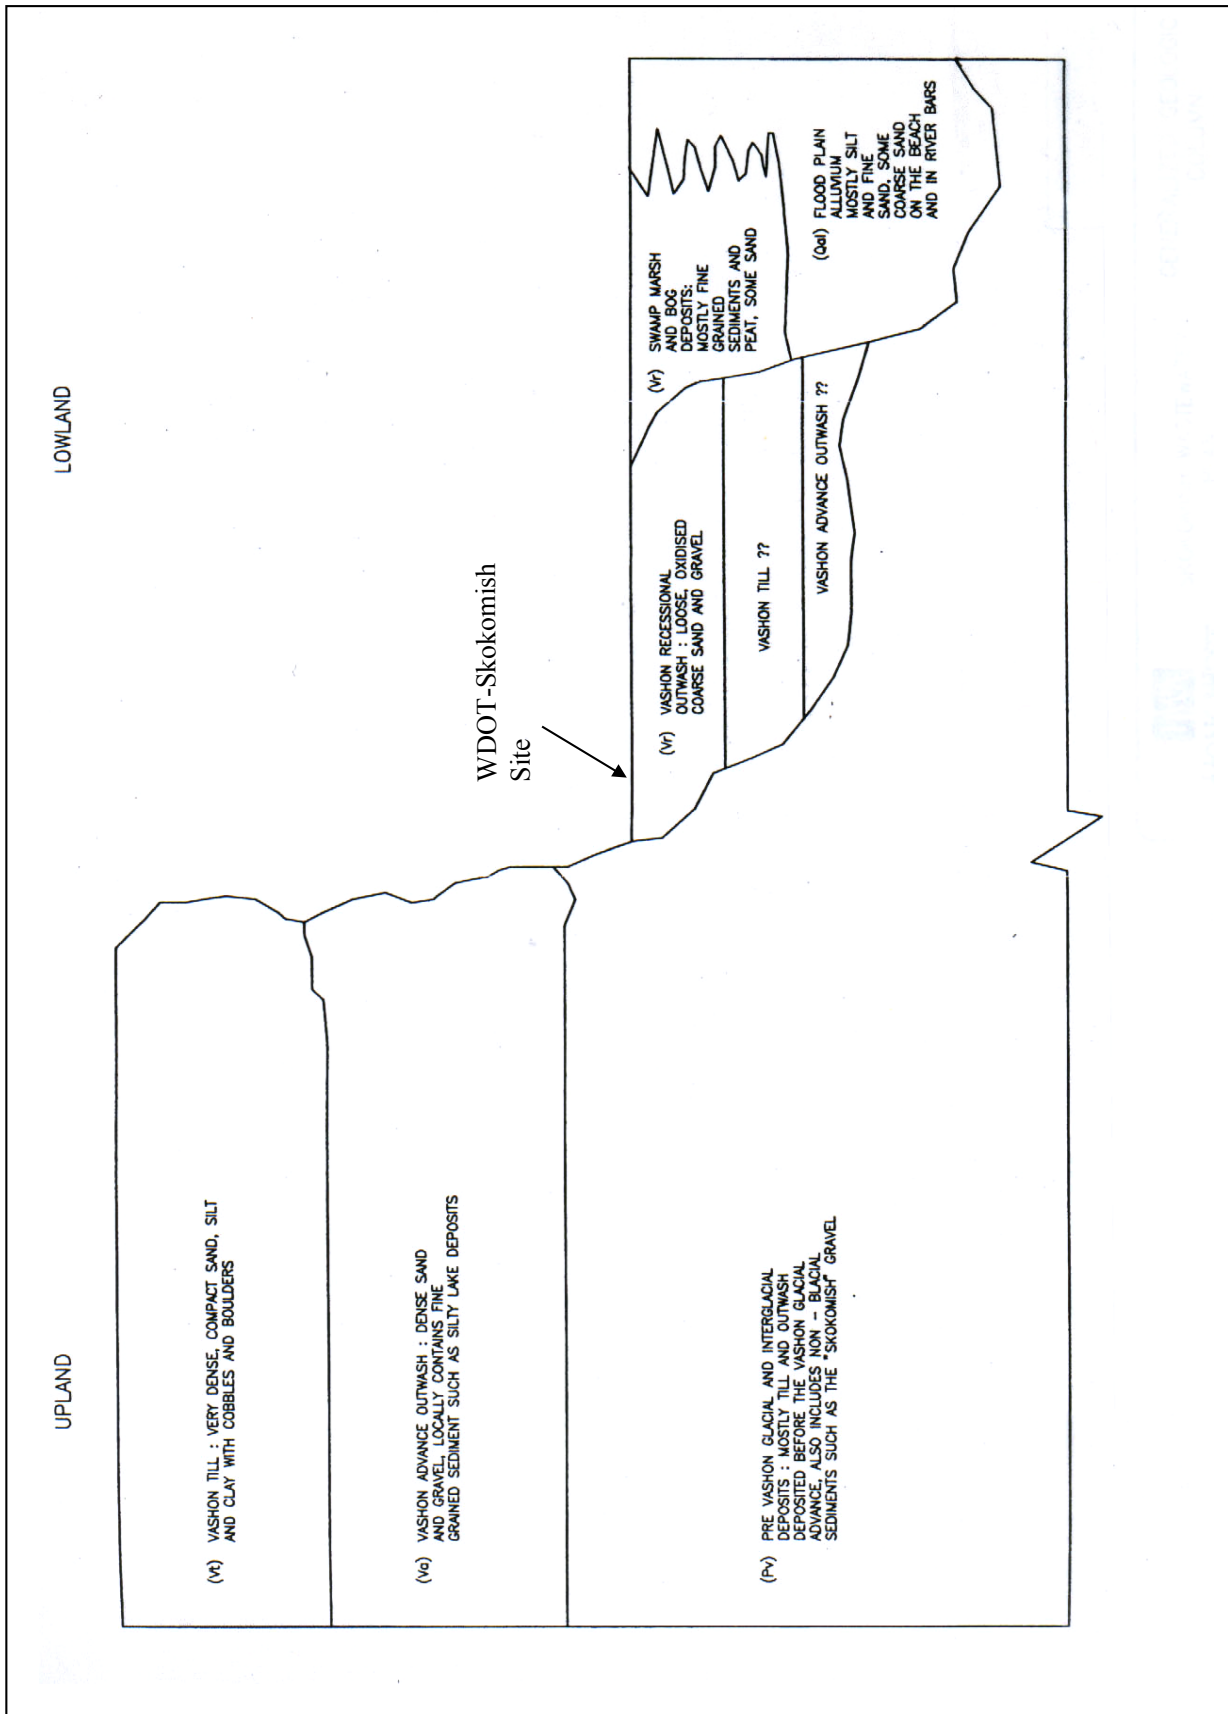 UPLAND
LOWLAND
(Vt) VASHON TILL : VERY DENSE, COMPACT SAND, SILT
AND CLAY WITH COBBLES AND BOULDERS
(Va) VASHON ADVANCE OUTWASH : DENSE SAND
AND GRAVEL, LOCALLY CONTAINS FINE
GRAINED SEDIMENT SUCH AS SILTY LAKE DEPOSITS
(Pv) PRE VASHON GLACIAL AND INTERGLACIAL
DEPOSITS : MOSTLY TILL AND OUTWASH
DEPOSITED BEFORE THE VASHON GLACIAL
ADVANCE, ALSO INCLUDES NON - BLACIAL
SEDIMENTS SUCH AS THE "SKOKOMISH" GRAVEL
WDOT-Skokomish
Site
(Vr) VASHON RECESSIONAL
OUTWASH : LOOSE, OXIDISED
COARSE SAND AND GRAVEL
VASHON TILL ??
VASHON ADVANCE OUTWASH ??
(Vr) SWAMP MARSH
AND BOG
DEPOSITS:
MOSTLY FINE
GRAINED
SEDIMENTS AND
PEAT, SOME SAND
(Qal) FLOOD PLAIN
ALLUVIUM
MOSTLY SILT
AND FINE
SAND, SOME
COARSE SAND
ON THE BEACH
AND IN RIVER BARS